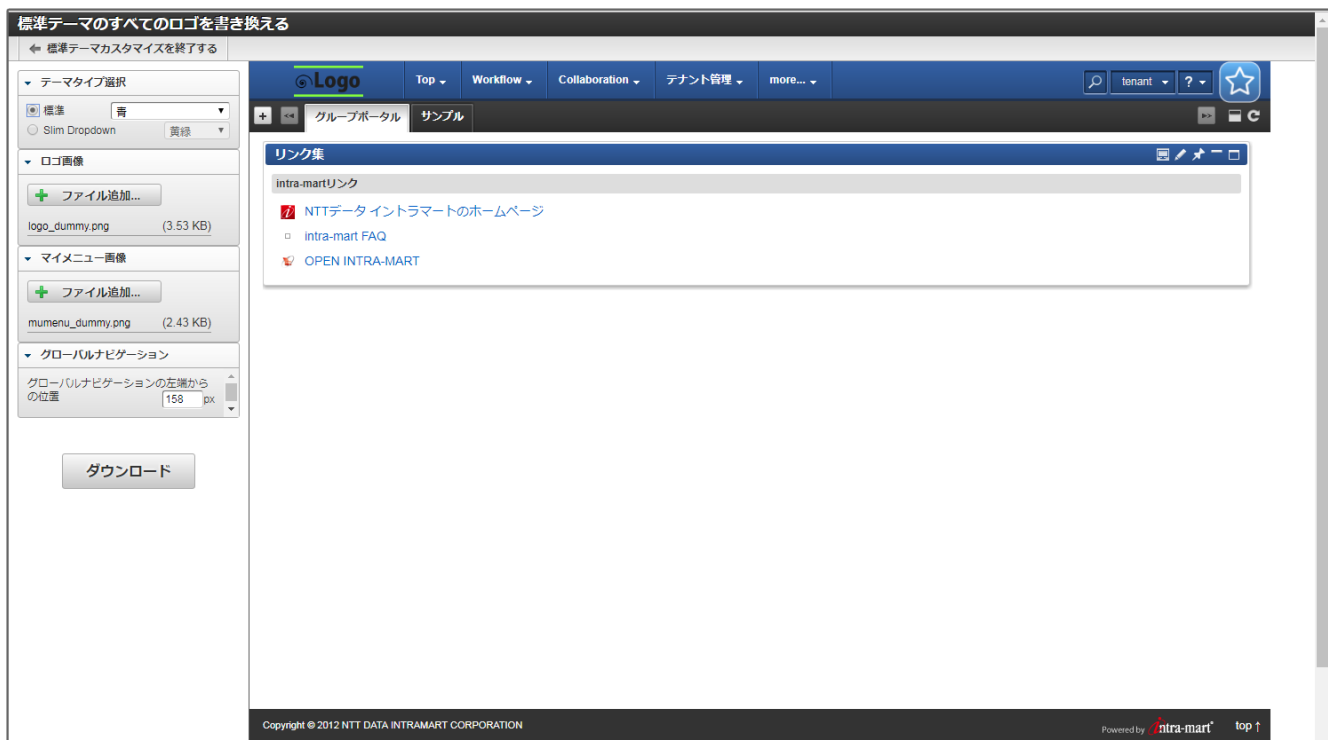 標準テーマのすべてのロゴを書き換える
標準テーマカスタマイズを終了する
テーマタイプ選択
標準 青
Slim Dropdown 黄緑
ロゴ画像
ファイル追加...
logo_dummy.png (3.53 KB)
マイメニュー画像
ファイル追加...
mumenu_dummy.png (2.43 KB)
グローバルナビゲーション
グローバルナビゲーションの左端から
の位置 158 px
ダウンロード
Logo Top Workflow Collaboration テナント管理 more... tenant ?
グループポータル サンプル
リンク集
intra-martリンク
NTTデータ イントラマートのホームページ
intra-mart FAQ
OPEN INTRA-MART
Copyright © 2012 NTT DATA INTRAMART CORPORATION
Powered by intra-mart top↑